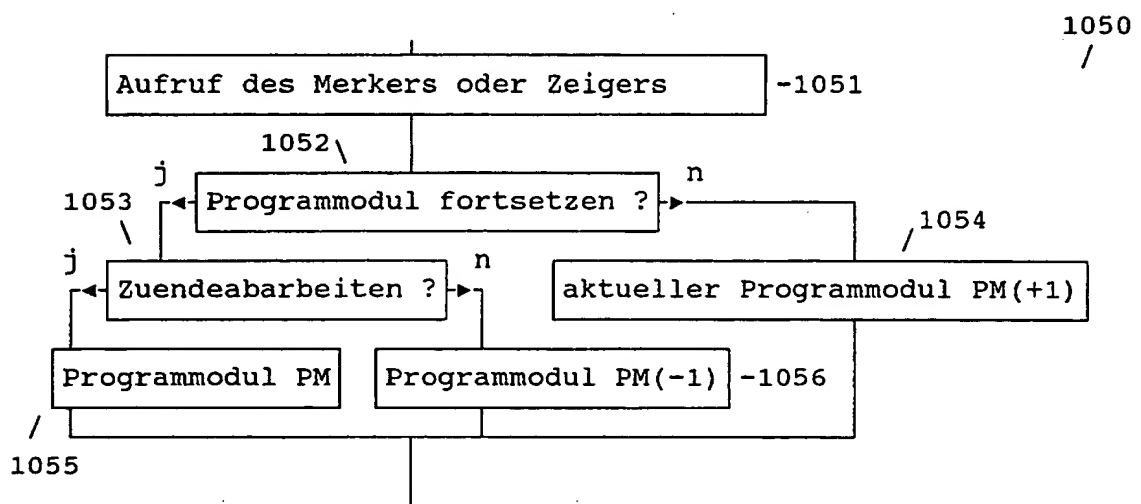 1050
/
Aufruf des Merkers oder Zeigers -1051
1052 \
j Programmodul fortsetzen ? n
1053 \
/ 1054
j Zuendeabarbeiten ? n
aktueller Programmodul PM(+1)
Programmodul PM
Programmodul PM(-1) -1056
/
1055